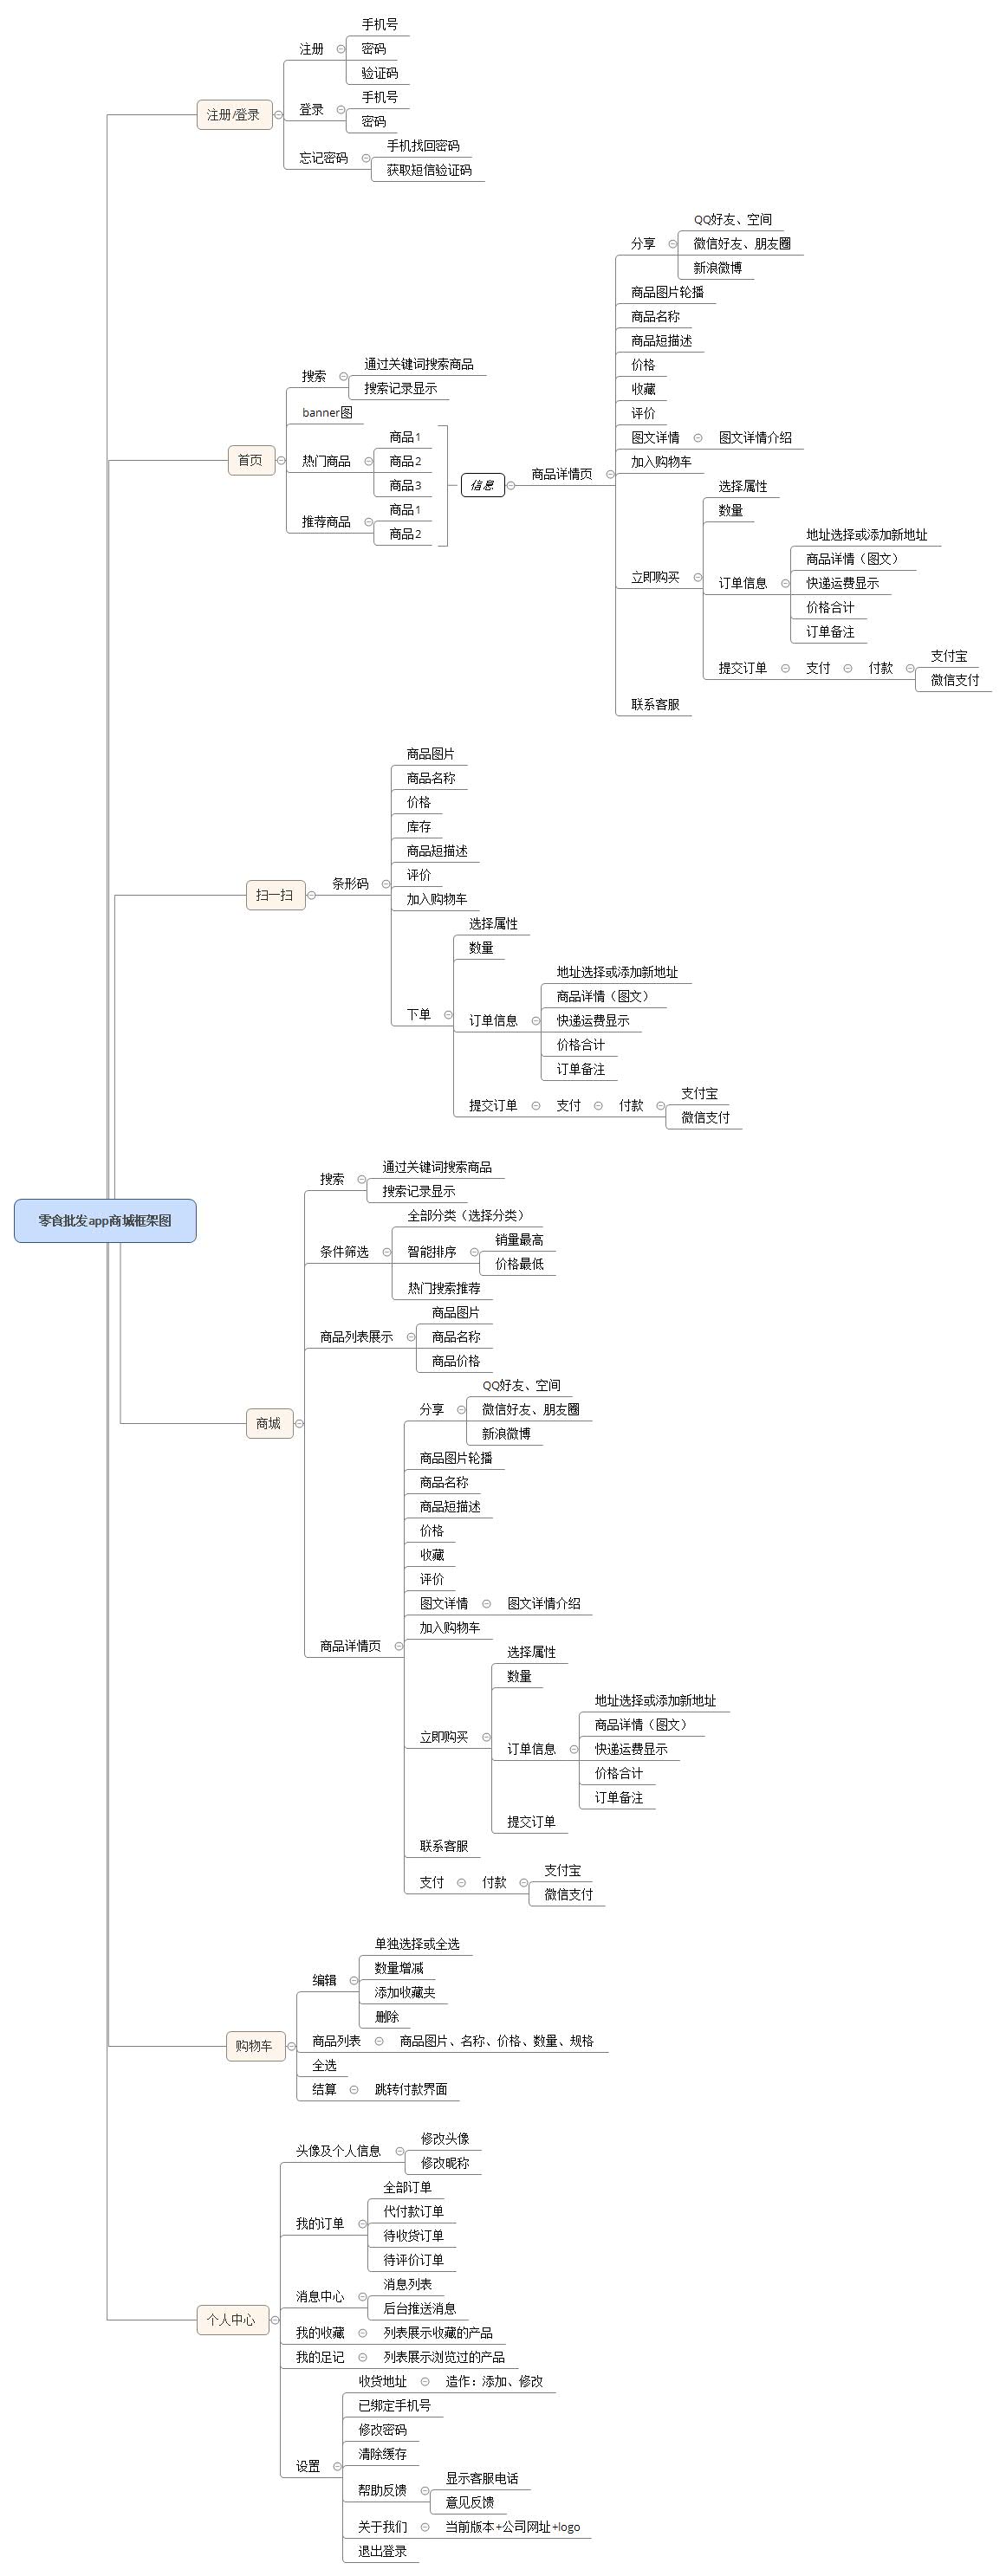 手机号
注册
密码
验证码
注册/登录
登录
手机号
密码
忘记密码
手机找回密码
获取短信验证码
QQ好友、空间
分享
微信好友、朋友圈
新浪微博
商品图片轮播
商品名称
商品短描述
价格
收藏
评价
图文详情
图文详情介绍
加入购物车
搜索
通过关键词搜索商品
搜索记录显示
banner图
首页
热门商品
商品1
商品2
商品3
推荐商品
商品1
商品2
信息
商品详情页
选择属性
数量
立即购买
订单信息
地址选择或添加新地址
商品详情（图文）
快递运费显示
价格合计
订单备注
提交订单
支付
付款
支付宝
微信支付
联系客服
商品图片
商品名称
价格
库存
商品短描述
扫一扫
条形码
评价
加入购物车
选择属性
数量
下单
订单信息
地址选择或添加新地址
商品详情（图文）
快递运费显示
价格合计
订单备注
提交订单
支付
付款
支付宝
微信支付
零食批发app商城框架图
搜索
通过关键词搜索商品
搜索记录显示
条件筛选
全部分类（选择分类）
智能排序
销量最高
价格最低
热门搜索推荐
商品列表展示
商品图片
商品名称
商品价格
商城
分享
QQ好友、空间
微信好友、朋友圈
新浪微博
商品图片轮播
商品名称
商品短描述
价格
收藏
评价
图文详情
图文详情介绍
加入购物车
商品详情页
选择属性
数量
立即购买
订单信息
地址选择或添加新地址
商品详情（图文）
快递运费显示
价格合计
订单备注
提交订单
联系客服
支付
付款
支付宝
微信支付
编辑
单独选择或全选
数量增减
添加收藏夹
删除
购物车
商品列表
商品图片、名称、价格、数量、规格
全选
结算
跳转付款界面
头像及个人信息
修改头像
修改昵称
我的订单
全部订单
代付款订单
待收货订单
待评价订单
消息中心
消息列表
后台推送消息
个人中心
我的收藏
列表展示收藏的产品
我的足记
列表展示浏览过的产品
设置
收货地址
造作：添加、修改
已绑定手机号
修改密码
清除缓存
帮助反馈
显示客服电话
意见反馈
关于我们
当前版本+公司网址+logo
退出登录